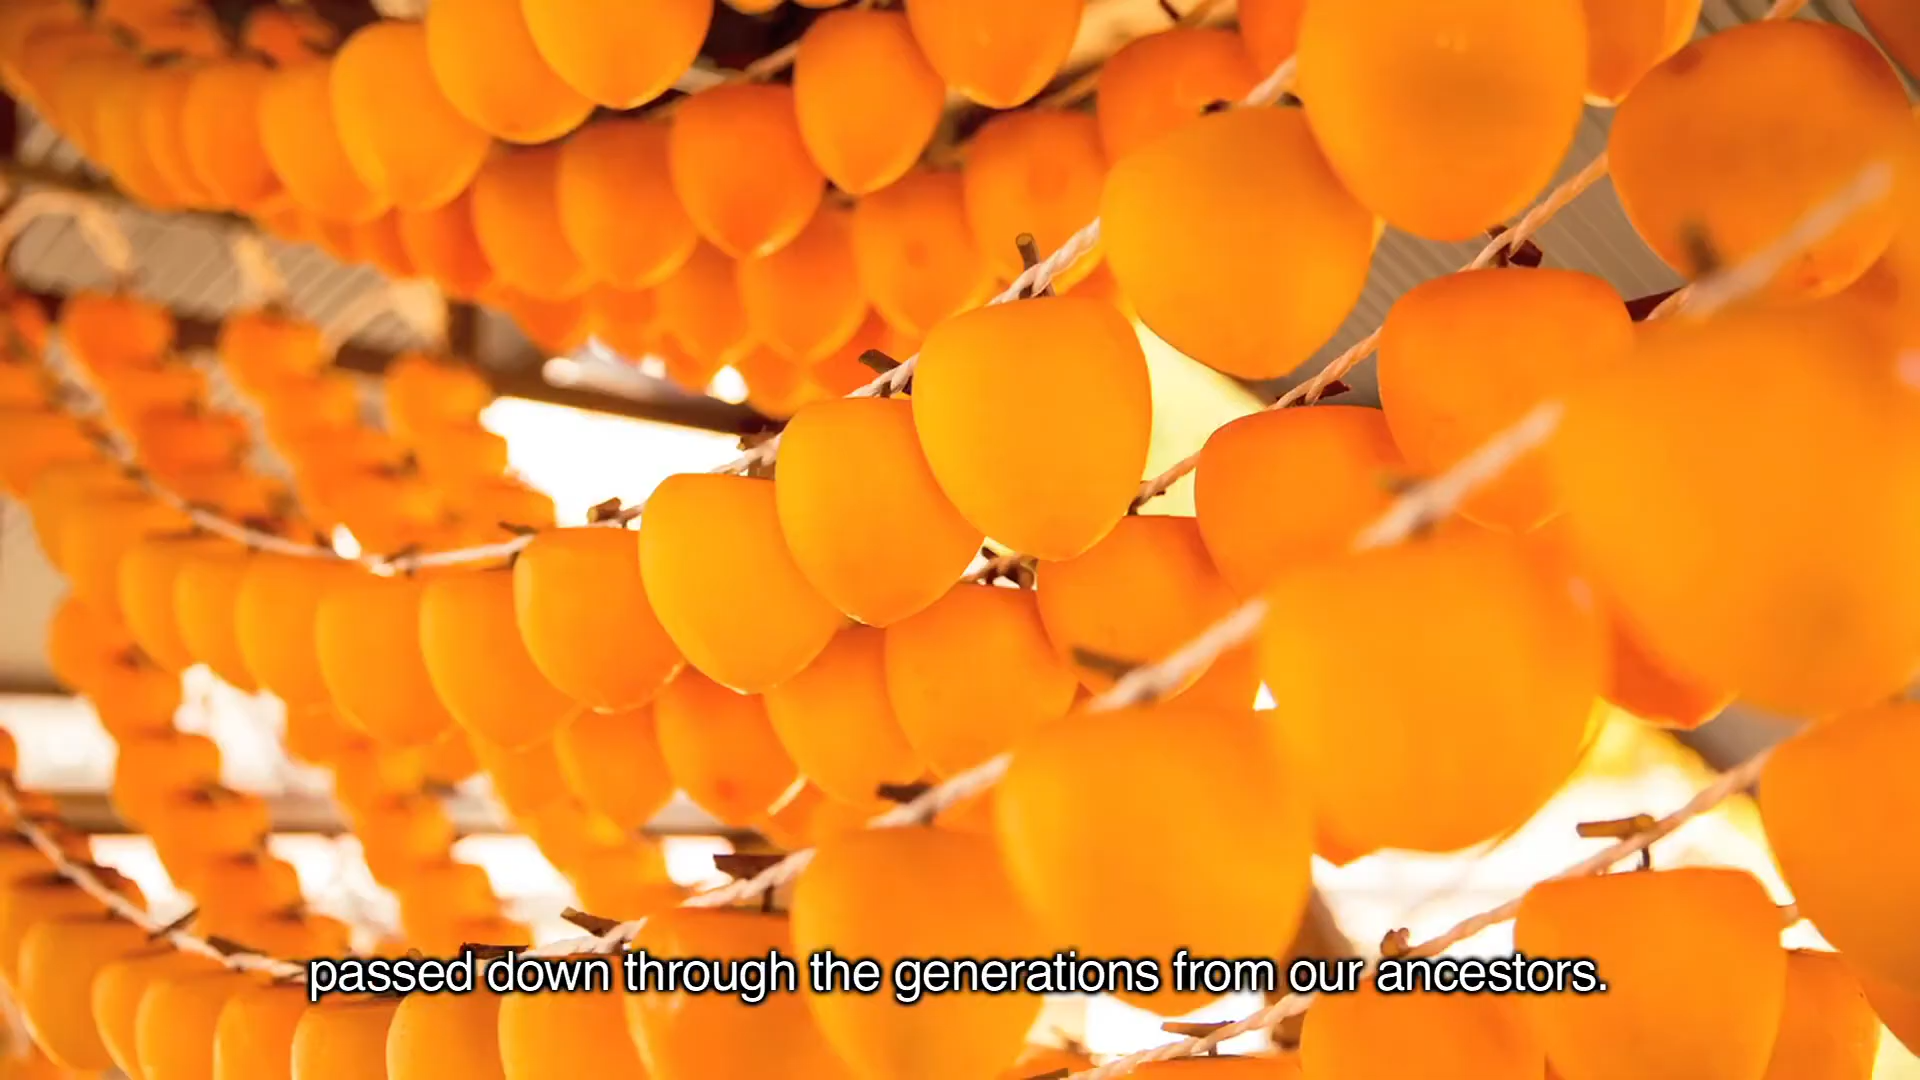 passed down through the generations from our ancestors.